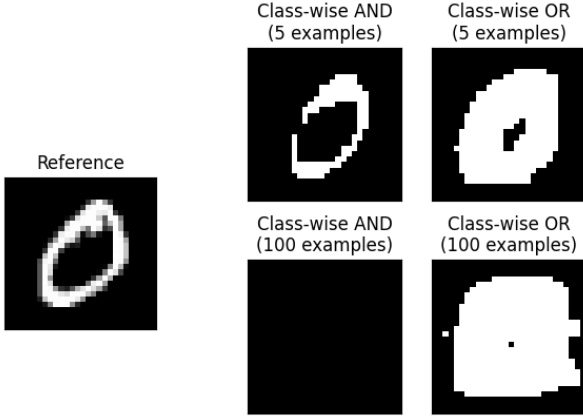 Class-wise AND
(5 examples)
Class-wise OR
(5 examples)
Reference
Class-wise AND
(100 examples)
Class-wise OR
(100 examples)